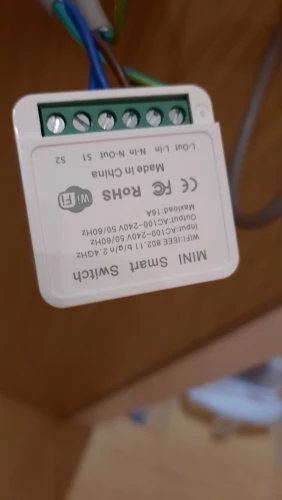 MINI Smart Switch
WiFi:IEEE 802.11 b/g/n 2.4GHz
Input:AC100-240V 50/60Hz
Output:AC100-240V 50/60Hz
Maxload:16A
CE FC RoHS WiFi
Made in China
L-Out L-In N-In N-Out S1 S2